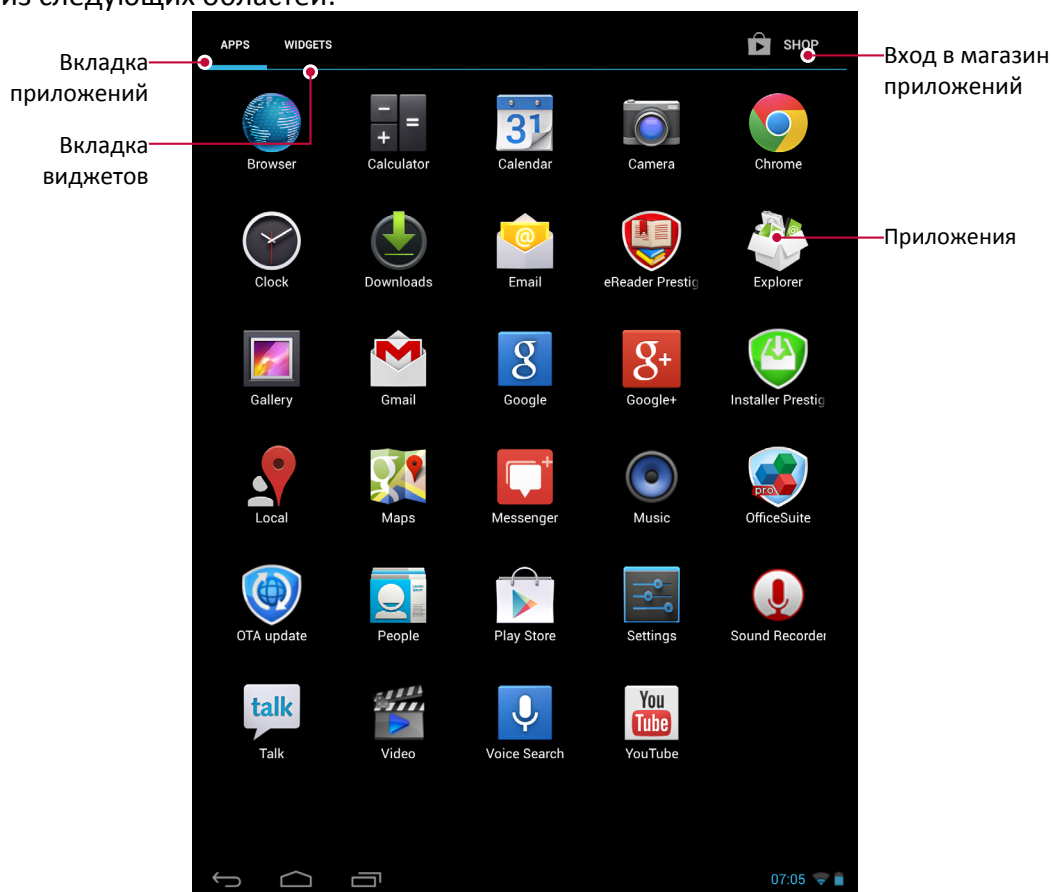 из следующих областей:
APPS WIDGETS SHOP
Вкладка
приложений
Вход в магазин
приложений
Вкладка
виджетов
31
Browser Calculator Calendar Camera Chrome
Приложения
Clock Downloads Email eReader Prestig Explorer
g g+
Gallery Gmail Google Google+ Installer Prestig
pro
Local Maps Messenger Music OfficeSuite
OTA update People Play Store Settings Sound Recorder
talk You
Tube
Talk Video Voice Search YouTube
07:05